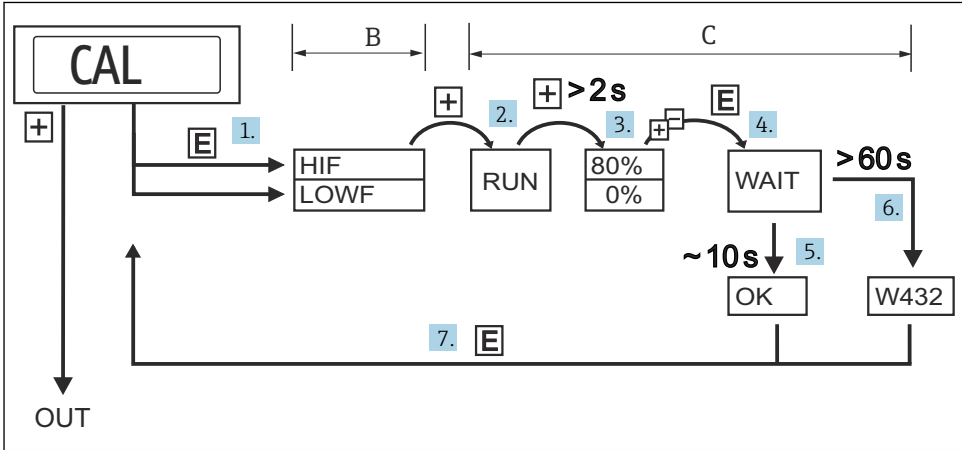 CAL
B
C
+
E
1.
+
2.
+ >2s
3.
+
−
E
4.
HIF
LOWF
RUN
80%
0%
WAIT
>60s
6.
~10s
5.
OK
W432
7. E
OUT